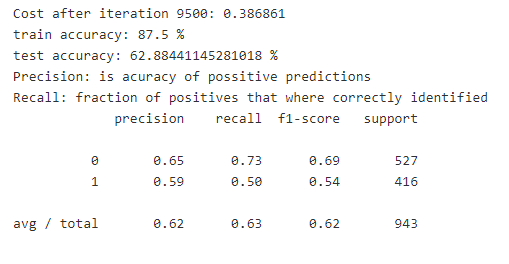 Cost after iteration 9500: 0.386861
train accuracy: 87.5 %
test accuracy: 62.88441145281018 %
Precision: is acuracy of possitive predictions
Recall: fraction of positives that where correctly identified
precision recall f1-score support
0 0.65 0.73 0.69 527
1 0.59 0.50 0.54 416
avg / total 0.62 0.63 0.62 943